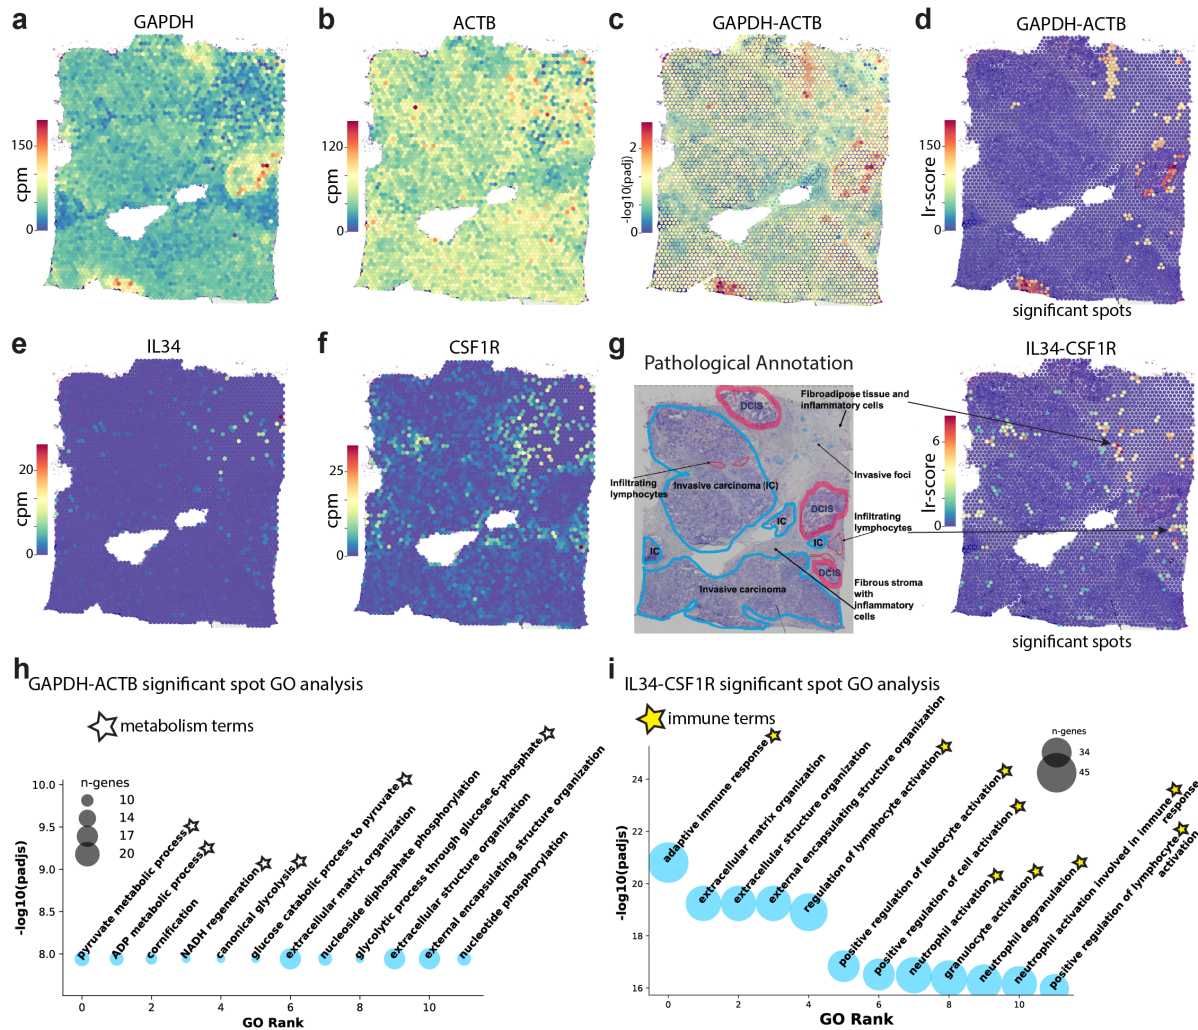 a
GAPDH
cpm
150
0
b
ACTB
cpm
120
0
c
GAPDH-ACTB
-log10(padj)
2
0
d
GAPDH-ACTB
lr-score
150
0
significant spots
e
IL34
cpm
20
0
f
CSF1R
cpm
25
0
g
Pathological Annotation
DCIS
Fibroadipose tissue and
inflammatory cells
Invasive foci
Infiltrating
lymphocytes
Invasive carcinoma (IC)
DCIS
IC
Infiltrating
lymphocytes
IC
IC
DCIS
Invasive carcinoma
Fibrous stroma
with
inflammatory
cells
IL34-CSF1R
lr-score
6
0
significant spots
h
GAPDH-ACTB significant spot GO analysis
metabolism terms
n-genes
10
14
17
20
-log10(padjs)
10.0
9.5
9.0
8.5
8.0
pyruvate metabolic process
ADP metabolic process
cornification
NADH regeneration
canonical glycolysis
glucose catabolic process to pyruvate
extracellular matrix organization
nucleoside diphosphate phosphorylation
glycolytic process through glucose-6-phosphate
extracellular structure organization
external encapsulating structure organization
nucleotide phosphorylation
0 2 4 6 8 10
GO Rank
i
IL34-CSF1R significant spot GO analysis
immune terms
n-genes
34
45
-log10(padjs)
24
22
20
18
16
adaptive immune response
extracellular matrix organization
extracellular structure organization
external encapsulating structure organization
regulation of lymphocyte activation
positive regulation of leukocyte activation
positive regulation of cell activation
neutrophil activation
granulocyte activation
neutrophil degranulation
neutrophil activation involved in immune
response
positive regulation of lymphocyte
activation
0 2 4 6 8 10
GO Rank